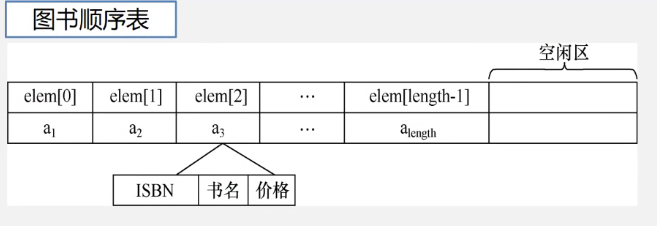 图书顺序表
空闲区
elem[0] elem[1] elem[2] … elem[length-1]
a1 a2 a3 … alength
ISBN 书名 价格